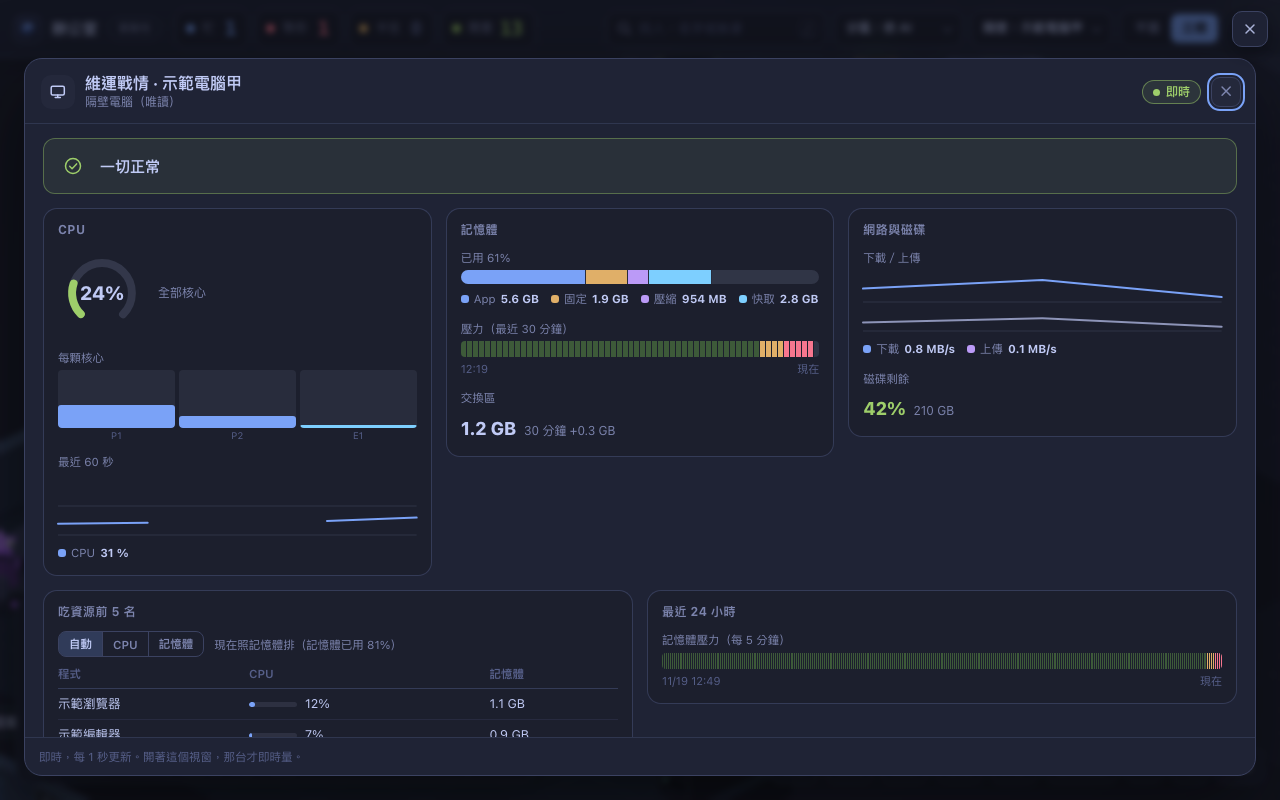 維運戰情 · 示範電腦甲
隔壁電腦（唯讀）
即時
一切正常
CPU
24%
全部核心
每顆核心
P1 P2 E1
最近 60 秒
CPU 31 %
記憶體
已用 61%
App 5.6 GB 固定 1.9 GB 壓縮 954 MB 快取 2.8 GB
壓力（最近 30 分鐘）
12:19 現在
交換區
1.2 GB 30 分鐘 +0.3 GB
網路與磁碟
下載 / 上傳
下載 0.8 MB/s 上傳 0.1 MB/s
磁碟剩餘
42% 210 GB
吃資源前 5 名
自動 CPU 記憶體 現在照記憶體排（記憶體已用 81%）
程式 CPU 記憶體
示範瀏覽器 12% 1.1 GB
示範編輯器 7% 0.9 GB
最近 24 小時
記憶體壓力（每 5 分鐘）
11/19 12:49 現在
即時，每 1 秒更新。開著這個視窗，那台才即時量。